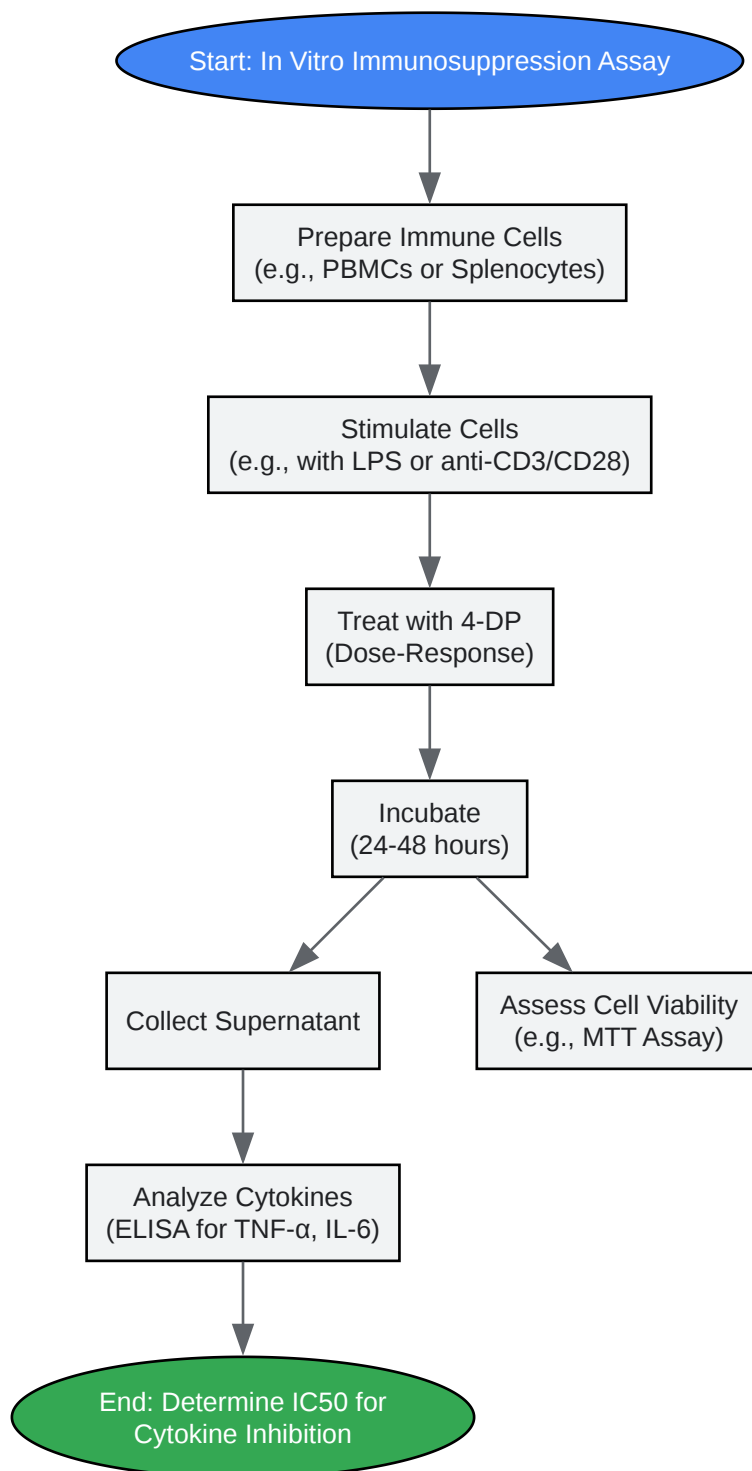 Start: In Vitro Immunosuppression Assay
Prepare Immune Cells
(e.g., PBMCs or Splenocytes)
Stimulate Cells
(e.g., with LPS or anti-CD3/CD28)
Treat with 4-DP
(Dose-Response)
Incubate
(24-48 hours)
Collect Supernatant
Assess Cell Viability
(e.g., MTT Assay)
Analyze Cytokines
(ELISA for TNF-α, IL-6)
End: Determine IC50 for
Cytokine Inhibition